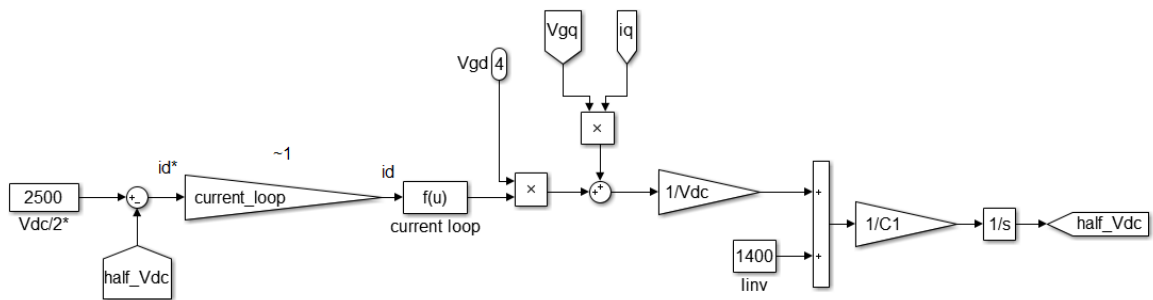 Vgq
iq
Vgd
4
×
id*
~1
id
2500
+
-
current_loop
f(u)
×
+
+
1/Vdc
+
Vdc/2*
current loop
1/C1
1/s
half_Vdc
half_Vdc
1400
+
Iinv